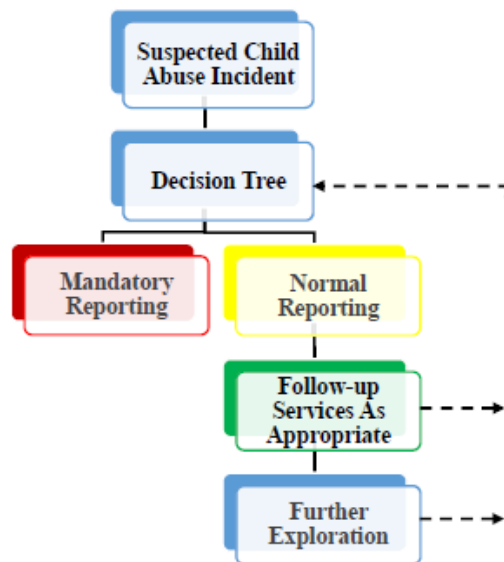 Suspected Child
Abuse Incident
Decision Tree
Mandatory
Reporting
Normal
Reporting
Follow-up
Services As
Appropriate
Further
Exploration